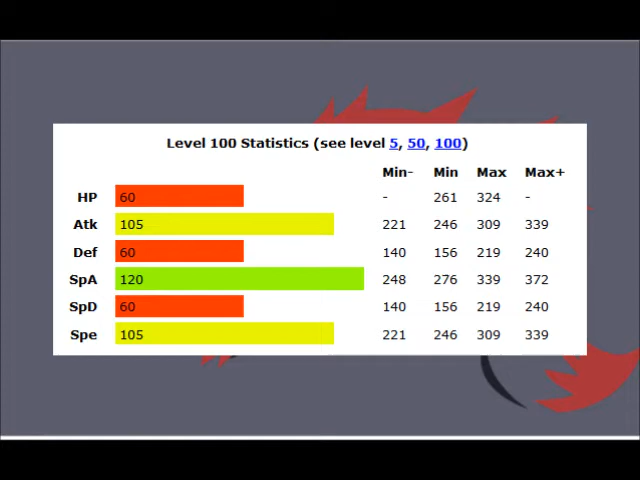 Level 100 Statistics (see level 5, 50, 100)
Min- Min Max Max+
HP 60 - 261 324 -
Atk 105 221 246 309 339
Def 60 140 156 219 240
SpA 120 248 276 339 372
SpD 60 140 156 219 240
Spe 105 221 246 309 339